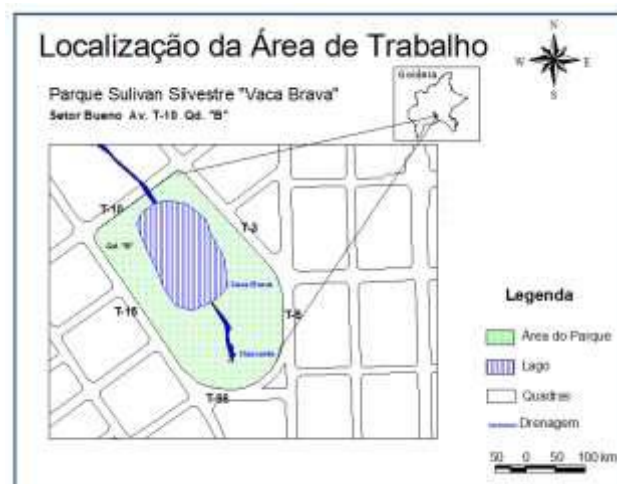 Localização da Área de Trabalho
N
W E
S
Goiânia
Parque Sulivan Silvestre "Vaca Brava"
Setor Bueno Av. T-10 Qd. "B"
T-10
T-3
Qd. "B"
Vaca Brava
T-15
T-5
Nascente
T-66
Legenda
Área do Parque
Lago
Quadras
Drenagem
50 0 50 100 km